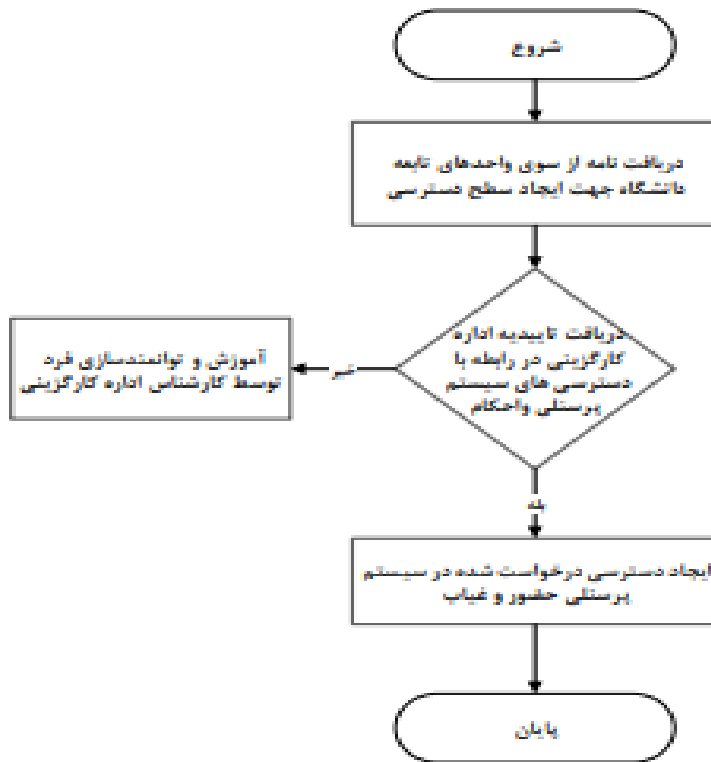 شروع
دریافت نامه از سوی واحدهای تابعه
دانشگاه جهت ایجاد سطح دسترسی
دریافت تاییدیه اداره
کارگزینی در رابطه با
دسترسی های سیستم
پرسنلی واحکام
خیر
آموزش و توانمندسازی فرد
توسط کارشناس اداره کارگزینی
بله
ایجاد دسترسی درخواست شده در سیستم
پرسنلی حضور و غیاب
پایان